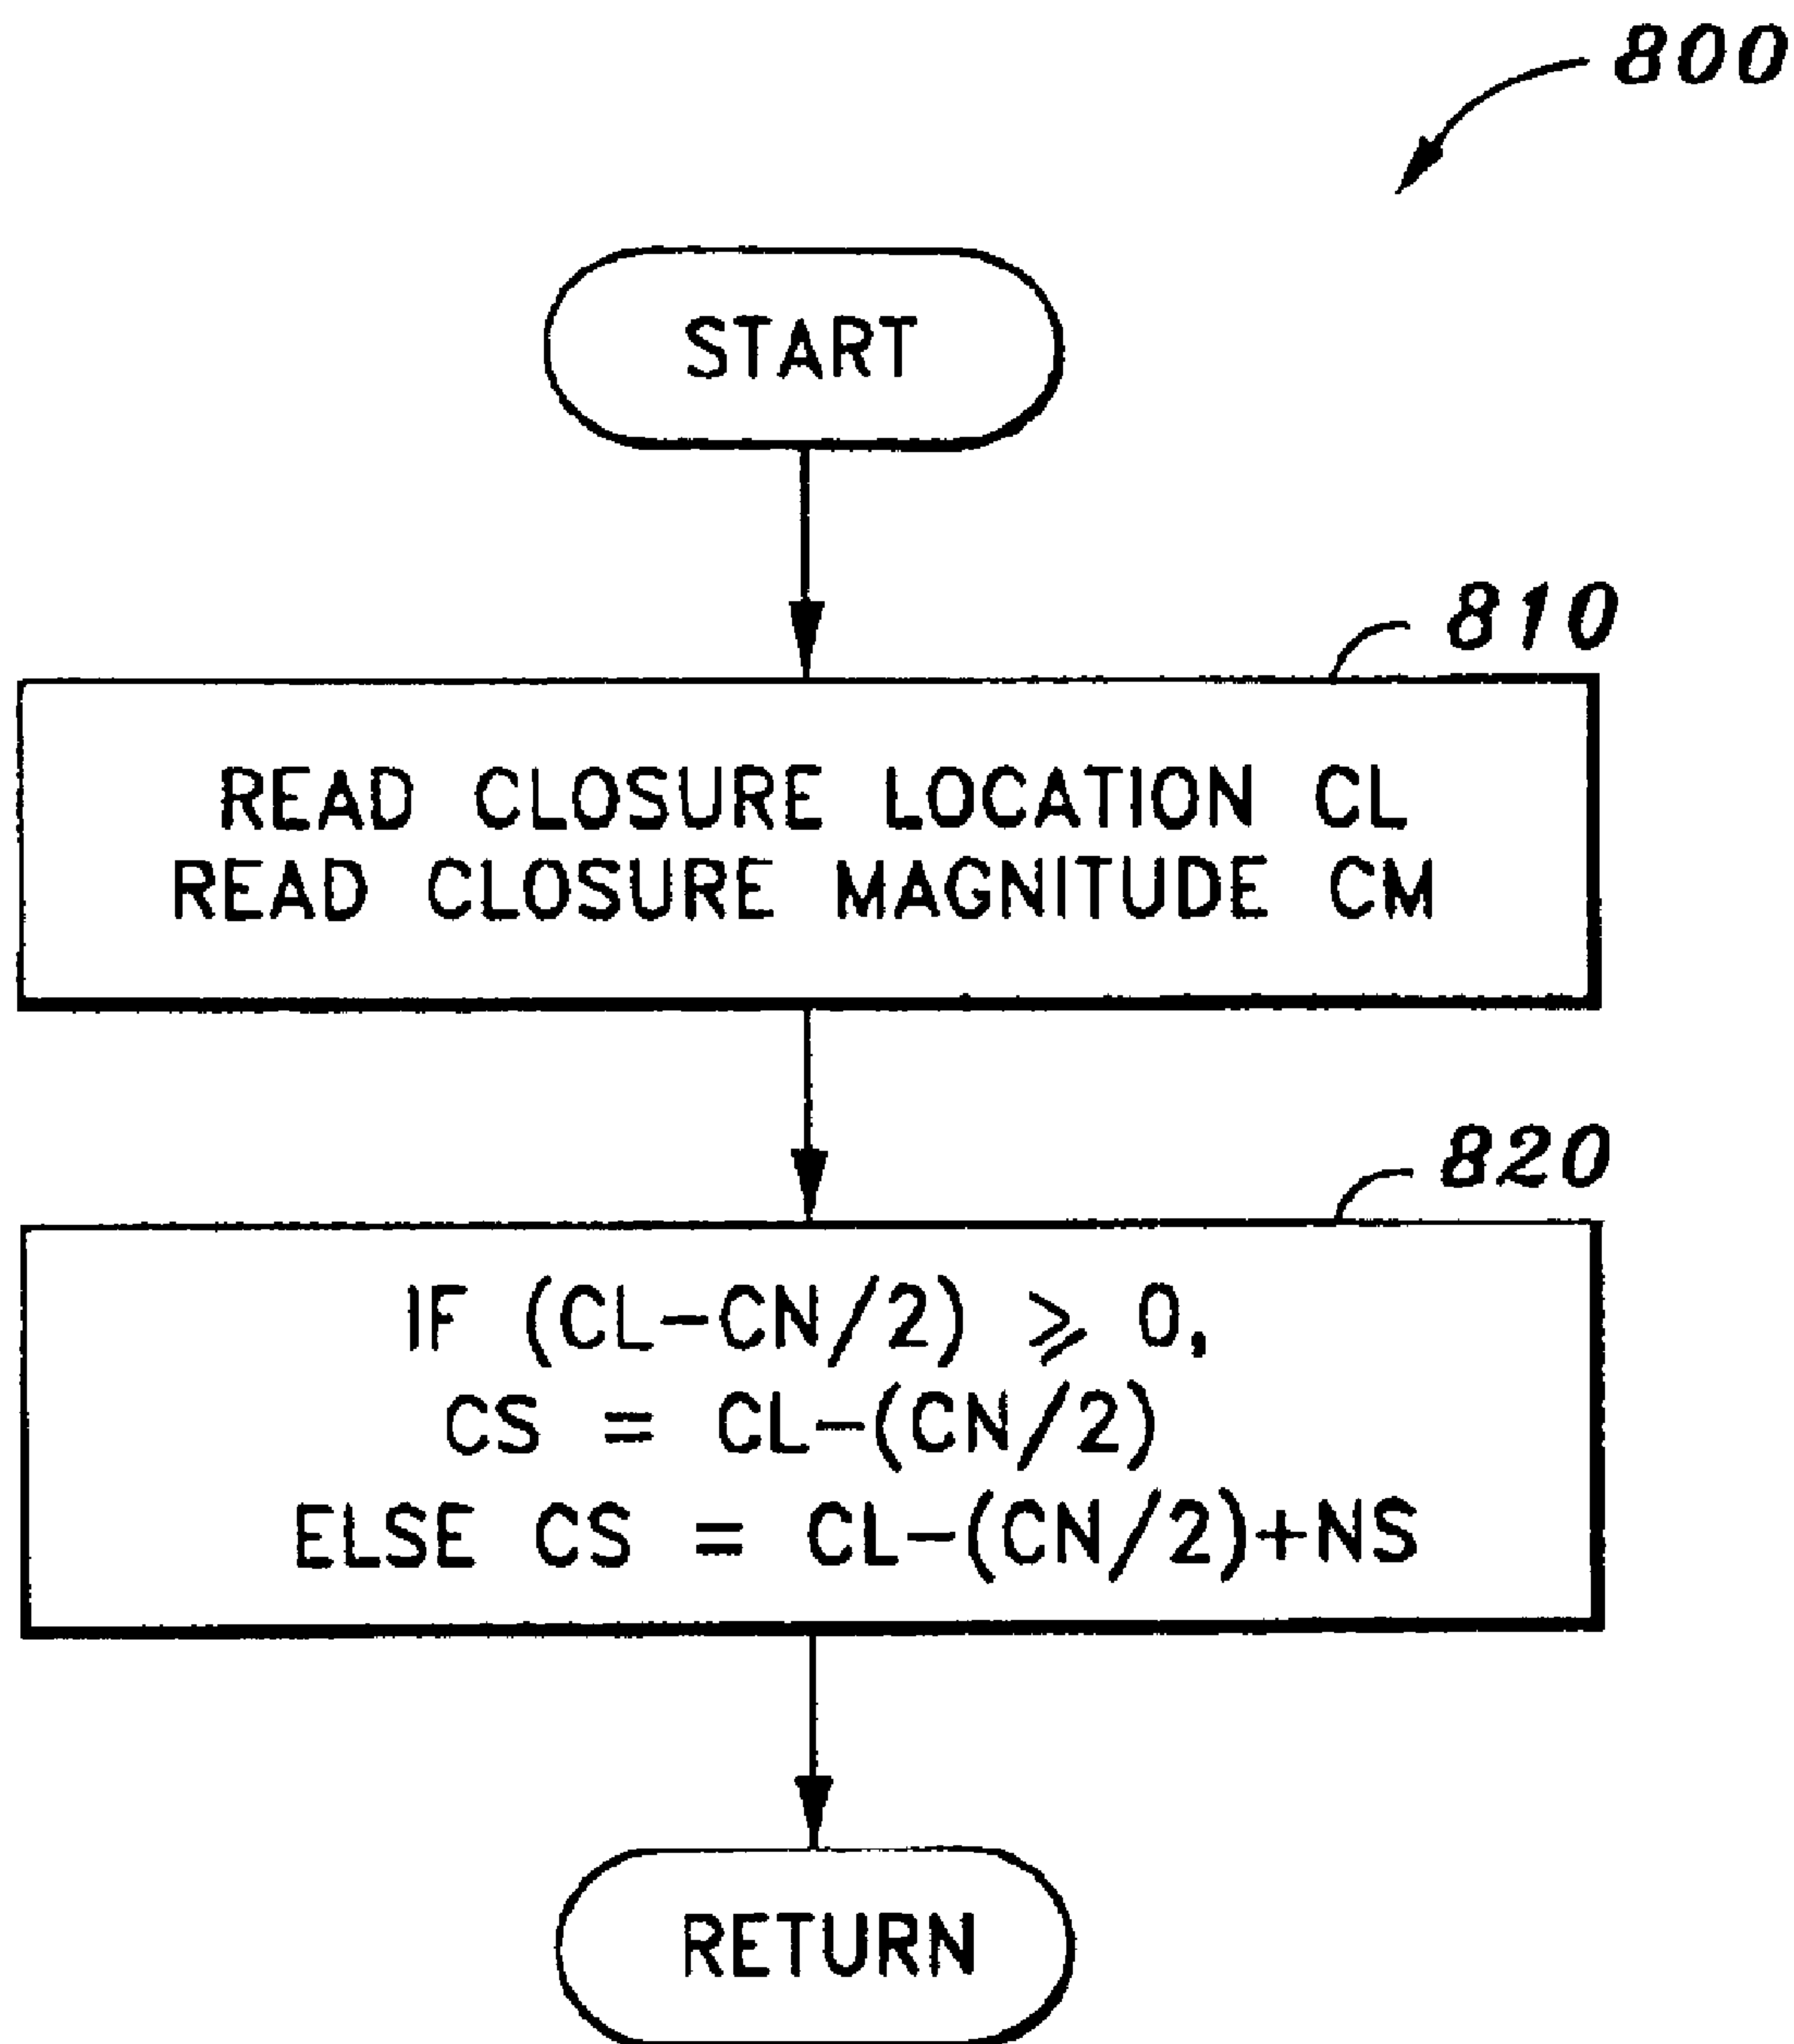 800
START
810
READ CLOSURE LOCATION CL
READ CLOSURE MAGNITUDE CM
820
IF (CL-CN/2) ⩾ 0,
CS = CL-(CN/2)
ELSE CS = CL-(CN/2)+NS
RETURN